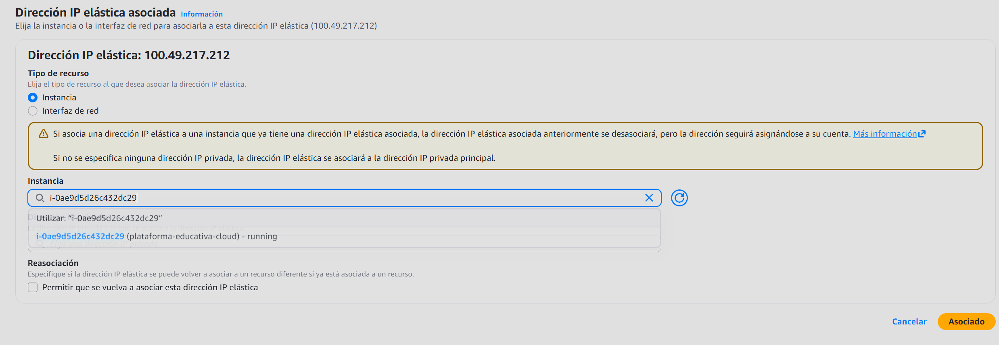 Dirección IP elástica asociada Información
Elija la instancia o la interfaz de red para asociarla a esta dirección IP elástica (100.49.217.212)
Dirección IP elástica: 100.49.217.212
Tipo de recurso
Elija el tipo de recurso al que desea asociar la dirección IP elástica.
Instancia
Interfaz de red
Si asocia una dirección IP elástica a una instancia que ya tiene una dirección IP elástica asociada, la dirección IP elástica asociada anteriormente se desasociará, pero la dirección seguirá asignándose a su cuenta. Más información
Si no se especifica ninguna dirección IP privada, la dirección IP elástica se asociará a la dirección IP privada principal.
Instancia
i-0ae9d5d26c432dc29
Utilizar: “i-0ae9d5d26c432dc29”
La dirección IP privada a la que se asociará la dirección IP elástica.
i-0ae9d5d26c432dc29 (plataforma-educativa-cloud) - running
Elija una dirección IP privada
Reasociación
Especifique si la dirección IP elástica se puede volver a asociar a un recurso diferente si ya está asociada a un recurso.
Permitir que se vuelva a asociar esta dirección IP elástica
Cancelar Asociado